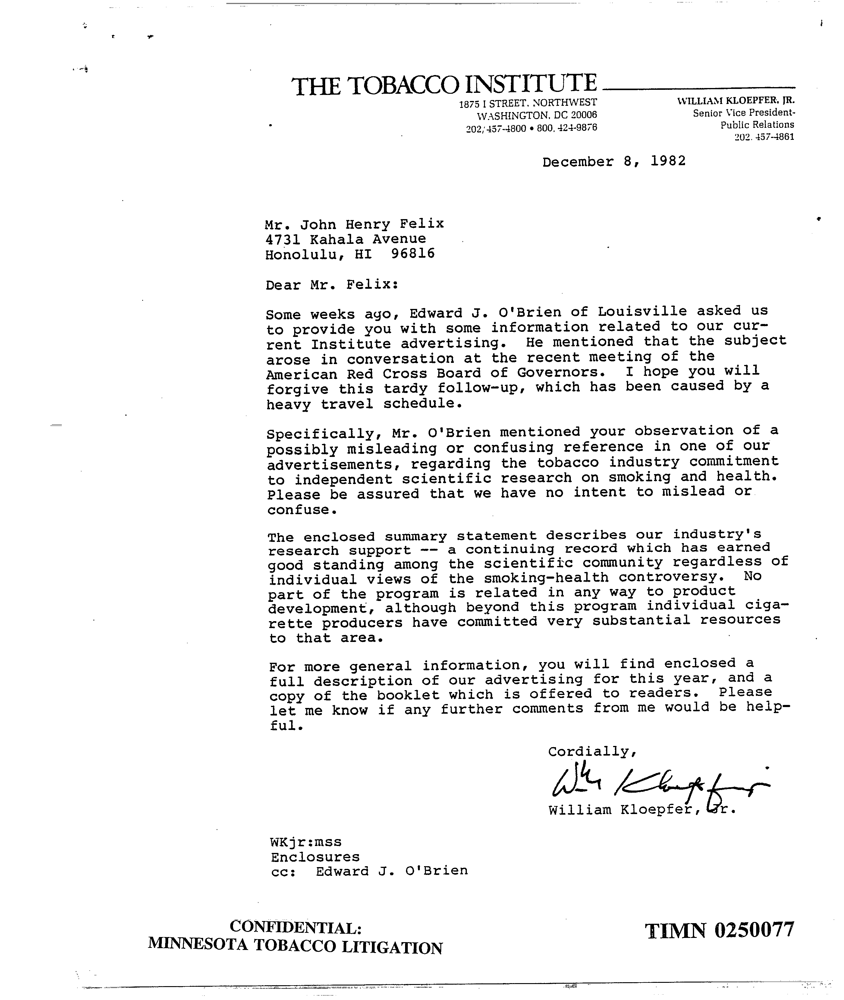 THE TOBACCO INSTITUTE
1875 I STREET, NORTHWEST
WASHINGTON, DC 20006
202/457-4800 • 800/424-9876
WILLIAM KLOEPFER, JR.
Senior Vice President-
Public Relations
202/457-4861
December 8, 1982
Mr. John Henry Felix
4731 Kahala Avenue
Honolulu, HI  96816
Dear Mr. Felix:
Some weeks ago, Edward J. O'Brien of Louisville asked us
to provide you with some information related to our cur-
rent Institute advertising.  He mentioned that the subject
arose in conversation at the recent meeting of the
American Red Cross Board of Governors.  I hope you will
forgive this tardy follow-up, which has been caused by a
heavy travel schedule.
Specifically, Mr. O'Brien mentioned your observation of a
possibly misleading or confusing reference in one of our
advertisements, regarding the tobacco industry commitment
to independent scientific research on smoking and health.
Please be assured that we have no intent to mislead or
confuse.
The enclosed summary statement describes our industry's
research support -- a continuing record which has earned
good standing among the scientific community regardless of
individual views of the smoking-health controversy.  No
part of the program is related in any way to product
development, although beyond this program individual ciga-
rette producers have committed very substantial resources
to that area.
For more general information, you will find enclosed a
full description of our advertising for this year, and a
copy of the booklet which is offered to readers.  Please
let me know if any further comments from me would be help-
ful.
Cordially,
Wm Kloepfer
William Kloepfer, Jr.
WKjr:mss
Enclosures
cc:  Edward J. O'Brien
CONFIDENTIAL:
MINNESOTA TOBACCO LITIGATION
TIMN 0250077